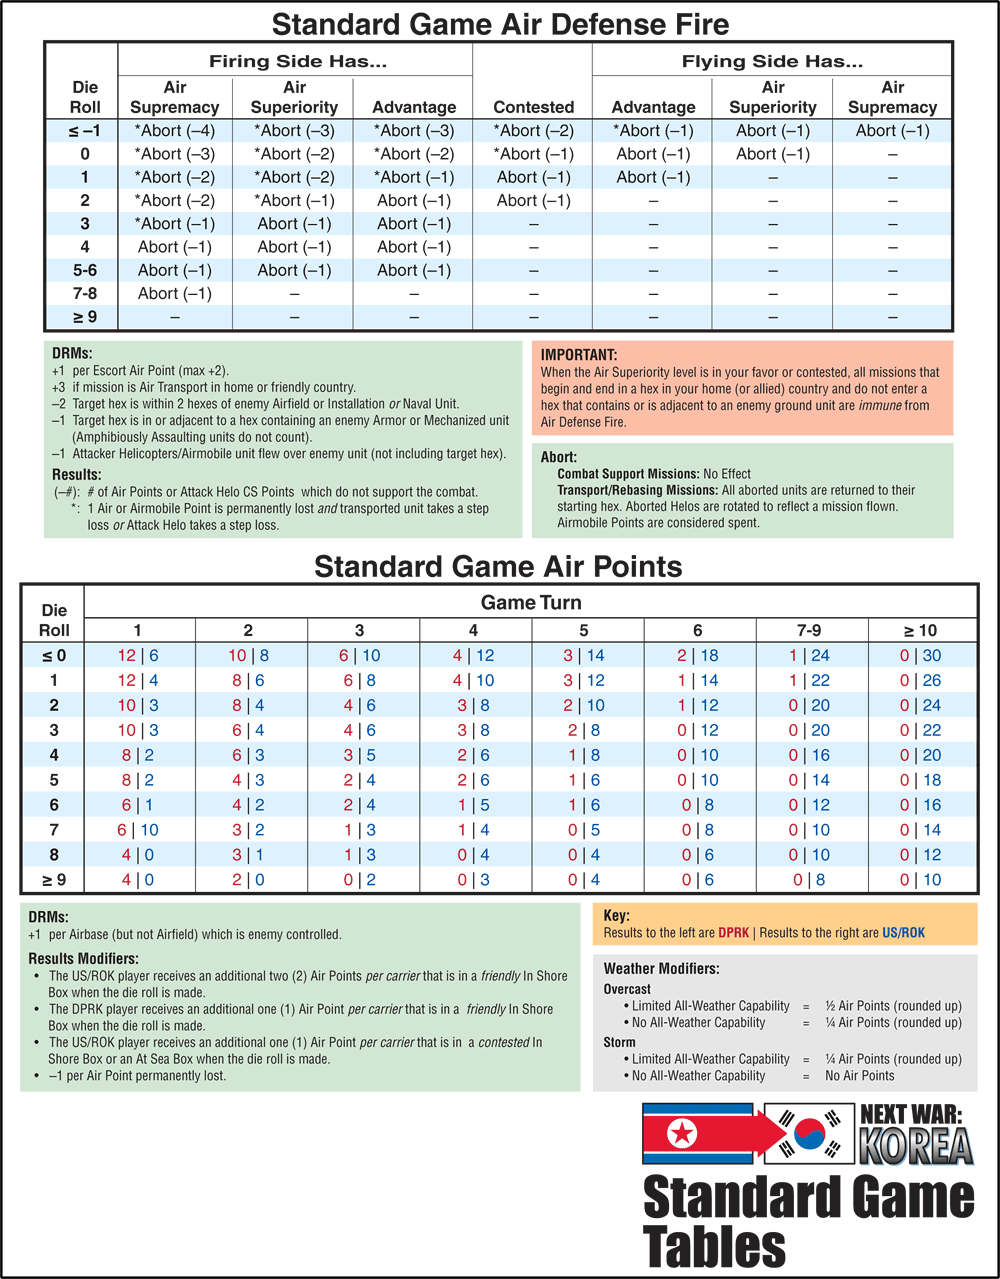 Standard Game Air Defense Fire
Firing Side Has... Flying Side Has...
Die Roll Air Supremacy Air Superiority Advantage Contested Advantage Air Superiority Air Supremacy
≤ –1 *Abort (–4) *Abort (–3) *Abort (–3) *Abort (–2) *Abort (–1) Abort (–1) Abort (–1)
0 *Abort (–3) *Abort (–2) *Abort (–2) *Abort (–1) Abort (–1) Abort (–1) –
1 *Abort (–2) *Abort (–2) *Abort (–1) Abort (–1) Abort (–1) – –
2 *Abort (–2) *Abort (–1) Abort (–1) Abort (–1) – – –
3 *Abort (–1) Abort (–1) Abort (–1) – – – –
4 Abort (–1) Abort (–1) Abort (–1) – – – –
5-6 Abort (–1) Abort (–1) Abort (–1) – – – –
7-8 Abort (–1) – – – – – –
≥ 9 – – – – – – –
DRMs:
+1 per Escort Air Point (max +2).
+3 if mission is Air Transport in home or friendly country.
–2 Target hex is within 2 hexes of enemy Airfield or Installation or Naval Unit.
–1 Target hex is in or adjacent to a hex containing an enemy Armor or Mechanized unit
(Amphibiously Assaulting units do not count).
–1 Attacker Helicopters/Airmobile unit flew over enemy unit (not including target hex).
Results:
(–#): # of Air Points or Attack Helo CS Points which do not support the combat.
*: 1 Air or Airmobile Point is permanently lost and transported unit takes a step
loss or Attack Helo takes a step loss.
IMPORTANT:
When the Air Superiority level is in your favor or contested, all missions that
begin and end in a hex in your home (or allied) country and do not enter a
hex that contains or is adjacent to an enemy ground unit are immune from
Air Defense Fire.
Abort:
Combat Support Missions: No Effect
Transport/Rebasing Missions: All aborted units are returned to their
starting hex. Aborted Helos are rotated to reflect a mission flown.
Airmobile Points are considered spent.
Standard Game Air Points
Die Roll Game Turn
1 2 3 4 5 6 7-9 ≥ 10
≤ 0 12 | 6 10 | 8 6 | 10 4 | 12 3 | 14 2 | 18 1 | 24 0 | 30
1 12 | 4 8 | 6 6 | 8 4 | 10 3 | 12 1 | 14 1 | 22 0 | 26
2 10 | 3 8 | 4 4 | 6 3 | 8 2 | 10 1 | 12 0 | 20 0 | 24
3 10 | 3 6 | 4 4 | 6 3 | 8 2 | 8 0 | 12 0 | 20 0 | 22
4 8 | 2 6 | 3 3 | 5 2 | 6 1 | 8 0 | 10 0 | 16 0 | 20
5 8 | 2 4 | 3 2 | 4 2 | 6 1 | 6 0 | 10 0 | 14 0 | 18
6 6 | 1 4 | 2 2 | 4 1 | 5 1 | 6 0 | 8 0 | 12 0 | 16
7 6 | 10 3 | 2 1 | 3 1 | 4 0 | 5 0 | 8 0 | 10 0 | 14
8 4 | 0 3 | 1 1 | 3 0 | 4 0 | 4 0 | 6 0 | 10 0 | 12
≥ 9 4 | 0 2 | 0 0 | 2 0 | 3 0 | 4 0 | 6 0 | 8 0 | 10
DRMs:
+1 per Airbase (but not Airfield) which is enemy controlled.
Results Modifiers:
• The US/ROK player receives an additional two (2) Air Points per carrier that is in a friendly In Shore
Box when the die roll is made.
• The DPRK player receives an additional one (1) Air Point per carrier that is in a friendly In Shore
Box when the die roll is made.
• The US/ROK player receives an additional one (1) Air Point per carrier that is in a contested In
Shore Box or an At Sea Box when the die roll is made.
• –1 per Air Point permanently lost.
Key:
Results to the left are DPRK | Results to the right are US/ROK
Weather Modifiers:
Overcast
• Limited All-Weather Capability = ½ Air Points (rounded up)
• No All-Weather Capability = ¼ Air Points (rounded up)
Storm
• Limited All-Weather Capability = ¼ Air Points (rounded up)
• No All-Weather Capability = No Air Points
NEXT WAR:
KOREA
Standard Game
Tables